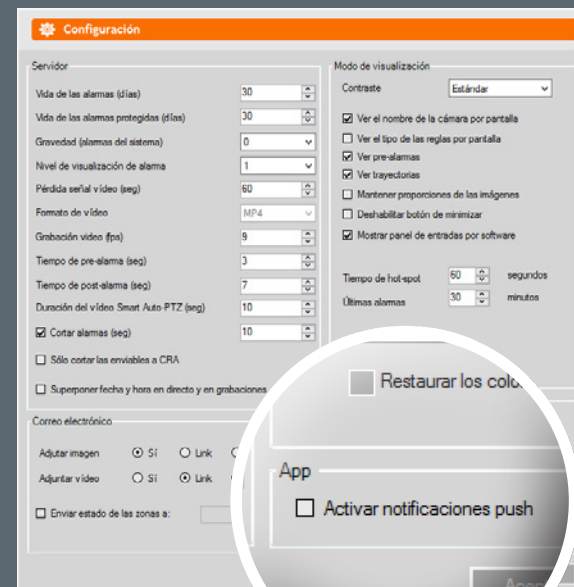 Configuración
Servidor
Vida de las alarmas (días) 30
Vida de las alarmas protegidas (días) 30
Gravedad (alarmas del sistema) 0
Nivel de visualización de alarma 1
Pérdida señal vídeo (seg) 60
Formato de vídeo MP4
Grabación video (fps) 9
Tiempo de pre-alarma (seg) 3
Tiempo de post-alarma (seg) 7
Duración del vídeo Smart Auto-PTZ (seg) 10
Cortar alarmas (seg) 10
Sólo cortar las enviables a CRA
Superponer fecha y hora en directo y en grabaciones
Correo electrónico
Adjutar imagen Sí Link
Adjuntar vídeo Sí Link
Enviar estado de las zonas a:
Modo de visualización
Contraste Estándar
Ver el nombre de la cámara por pantalla
Ver el tipo de las reglas por pantalla
Ver pre-alarmas
Ver trayectorias
Mantener proporciones de las imágenes
Deshabilitar botón de minimizar
Mostrar panel de entradas por software
Tiempo de hot-spot 60 segundos
Últimas alarmas 30 minutos
Restaurar los
App
Activar notificaciones push